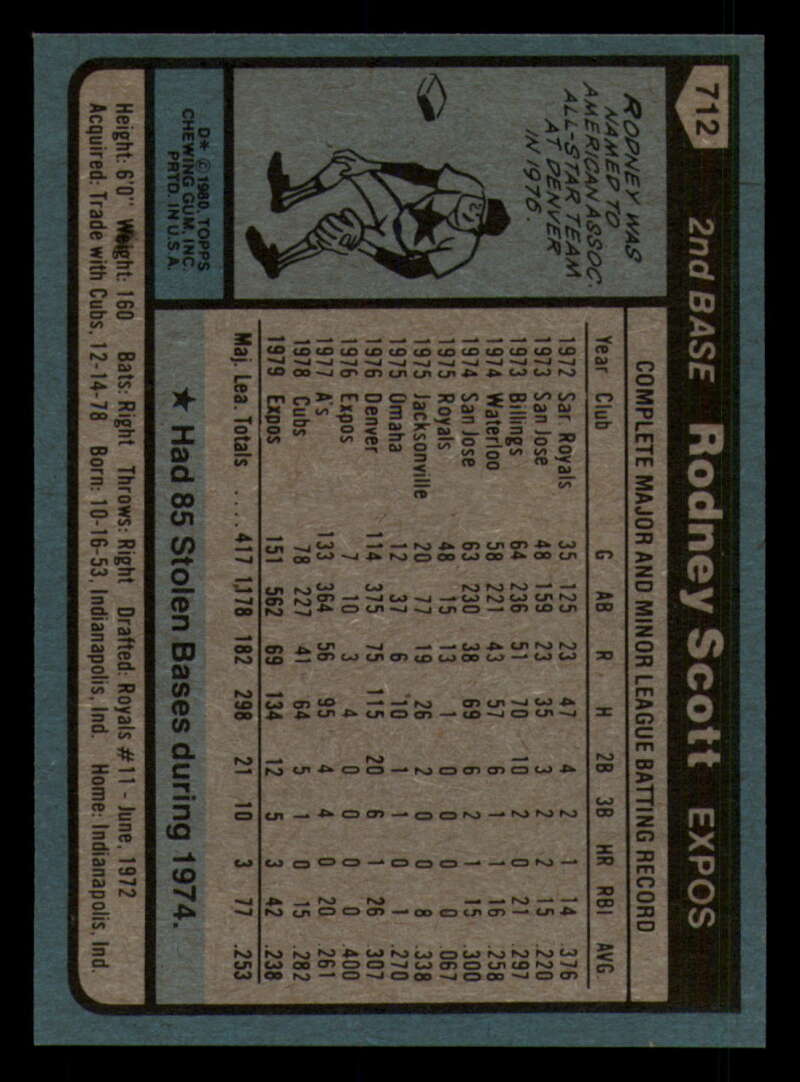 712 2nd BASE Rodney Scott EXPOS
RODNEY WAS
NAMED TO
AMERICAN ASSOC.
ALL-STAR TEAM
AT DENVER
IN 1976.
D* © 1980, TOPPS
CHEWING GUM, INC.
PRTD. IN U.S.A.
COMPLETE MAJOR AND MINOR LEAGUE BATTING RECORD
Year Club G AB R H 2B 3B HR RBI AVG
1972 Sar. Royals 35 125 23 47 4 2 1 14 .376
1973 San Jose 48 159 23 35 3 2 2 15 .220
1973 Billings 64 236 51 70 10 2 0 21 .297
1974 Waterloo 58 221 43 57 6 1 1 16 .258
1974 San Jose 63 230 38 69 6 2 1 15 .300
1975 Royals 48 15 13 1 0 0 0 0 .067
1975 Jacksonville 20 77 19 26 2 0 0 8 .338
1975 Omaha 12 37 6 10 1 1 0 1 .270
1976 Denver 114 375 75 115 20 6 1 26 .307
1976 Expos 7 10 3 4 0 0 0 0 .400
1977 A's 133 364 56 95 4 4 0 20 .261
1978 Cubs 78 227 41 64 5 1 0 15 .282
1979 Expos 151 562 69 134 12 5 3 42 .238
Maj. Lea. Totals .... 417 1,178 182 298 21 10 3 77 .253
★ Had 85 Stolen Bases during 1974.
Height: 6'0" Weight: 160 Bats: Right Throws: Right Drafted: Royals #11 - June, 1972
Acquired: Trade with Cubs, 12-14-78 Born: 10-16-53, Indianapolis, Ind. Home: Indianapolis, Ind.